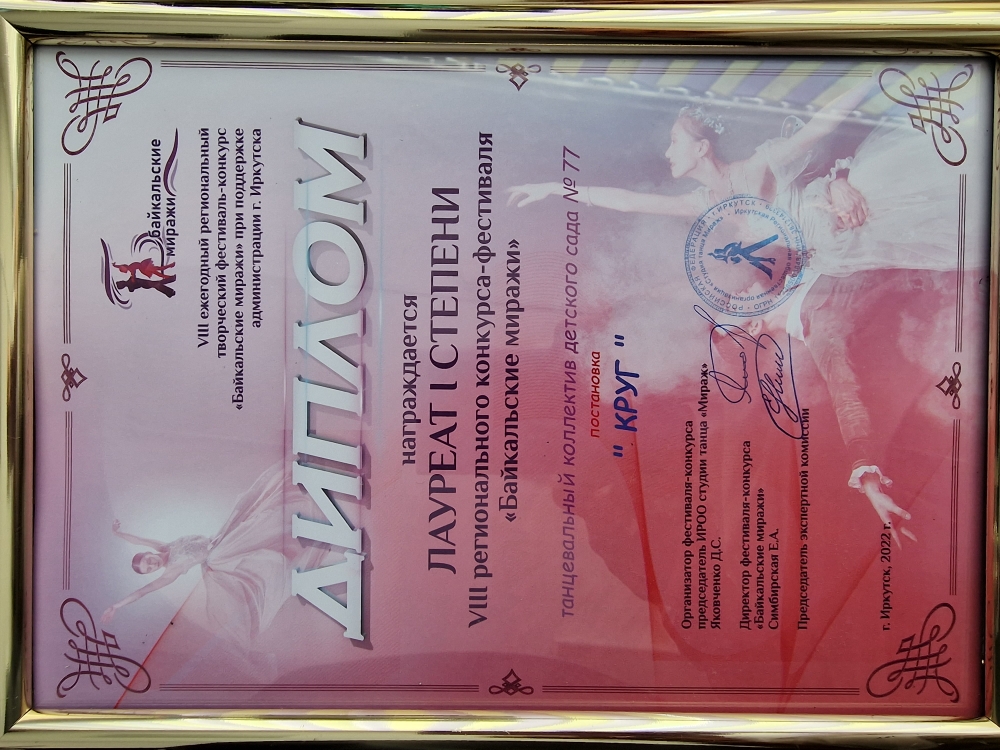 байкальские
миражи
VIII ежегодный региональный
творческий фестиваль-конкурс
«Байкальские миражи» при поддержке
администрации г. Иркутска
ДИПЛОМ
награждается
ЛАУРЕАТ I СТЕПЕНИ
VIII регионального конкурса-фестиваля
«Байкальские миражи»
танцевальный коллектив детского сада № 77
постановка
" КРУГ "
Организатор фестиваля-конкурса
председатель ИРОО студии танца «Мираж»
Яковченко Д.С.
Директор фестиваля-конкурса
«Байкальские миражи»
Симбирская Е.А.
Председатель экспертной комиссии
г. Иркутск, 2022 г.